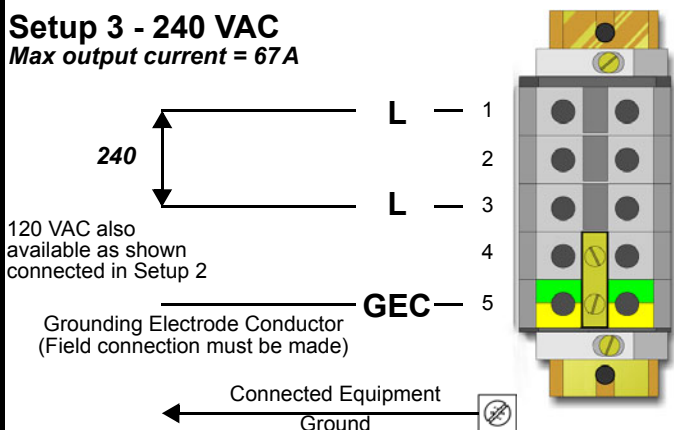 Setup 3 - 240 VAC
Max output current = 67A
L 1
240
2
L 3
120 VAC also
available as shown
connected in Setup 2
4
GEC 5
Grounding Electrode Conductor
(Field connection must be made)
Connected Equipment
Ground